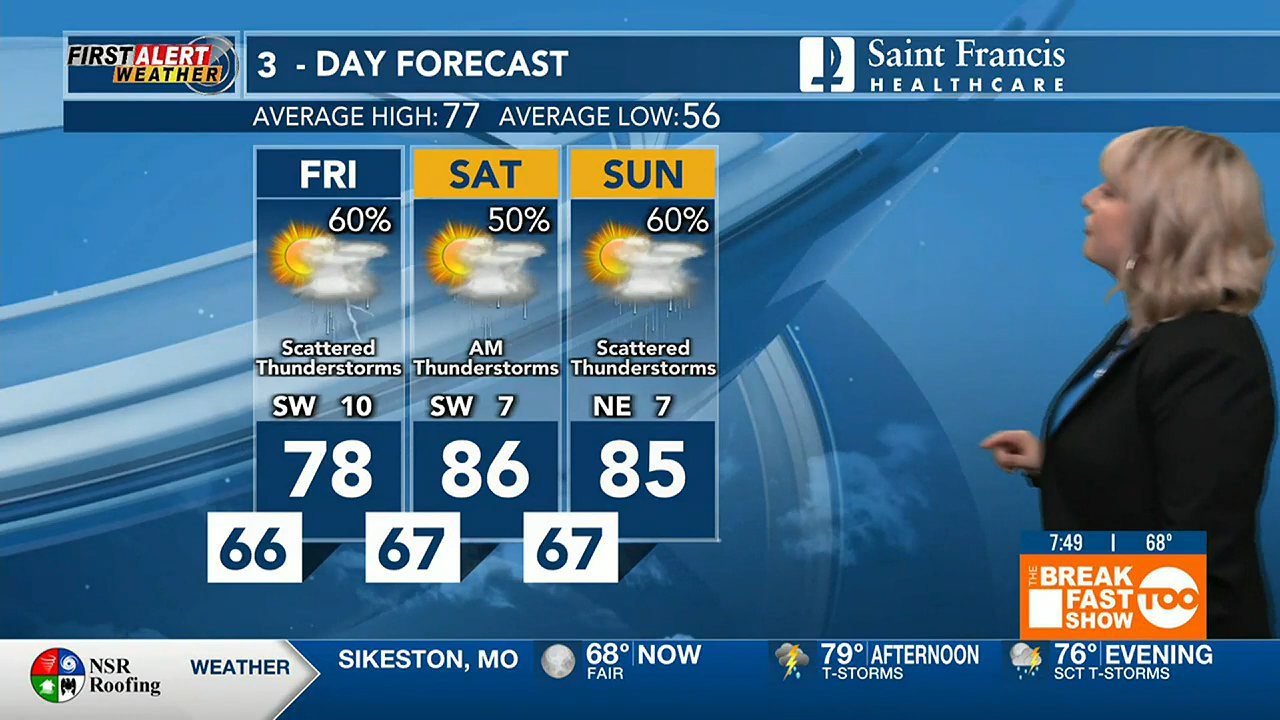 FIRST ALERT
WEATHER
3 - DAY FORECAST
Saint Francis
HEALTHCARE
AVERAGE HIGH: 77 AVERAGE LOW: 56
FRI SAT SUN
60% 50% 60%
Scattered
Thunderstorms
AM
Thunderstorms
Scattered
Thunderstorms
SW 10 SW 7 NE 7
78 86 85
66 67 67
7:49 | 68°
THE
BREAK
FAST
SHOW
TOO
NSR
Roofing
WEATHER
SIKESTON, MO
68° NOW
FAIR
79° AFTERNOON
T-STORMS
76° EVENING
SCT T-STORMS